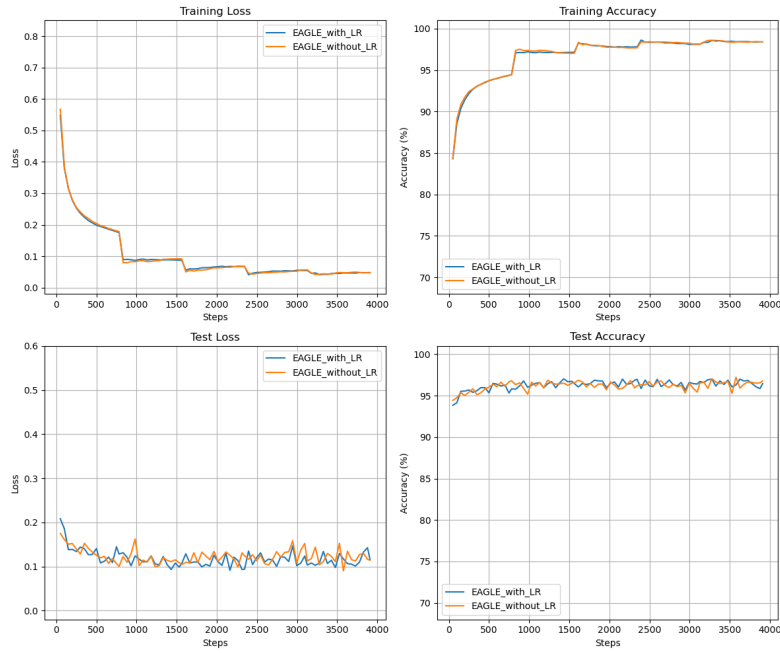 Training Loss
0.8
0.7
0.6
0.5
0.4
0.3
0.2
0.1
0.0
Loss
EAGLE_with_LR
EAGLE_without_LR
0 500 1000 1500 2000 2500 3000 3500 4000
Steps
Training Accuracy
100
95
90
85
80
75
70
Accuracy (%)
EAGLE_with_LR
EAGLE_without_LR
0 500 1000 1500 2000 2500 3000 3500 4000
Steps
Test Loss
0.6
0.5
0.4
0.3
0.2
0.1
0.0
Loss
EAGLE_with_LR
EAGLE_without_LR
0 500 1000 1500 2000 2500 3000 3500 4000
Steps
Test Accuracy
100
95
90
85
80
75
70
Accuracy (%)
EAGLE_with_LR
EAGLE_without_LR
0 500 1000 1500 2000 2500 3000 3500 4000
Steps